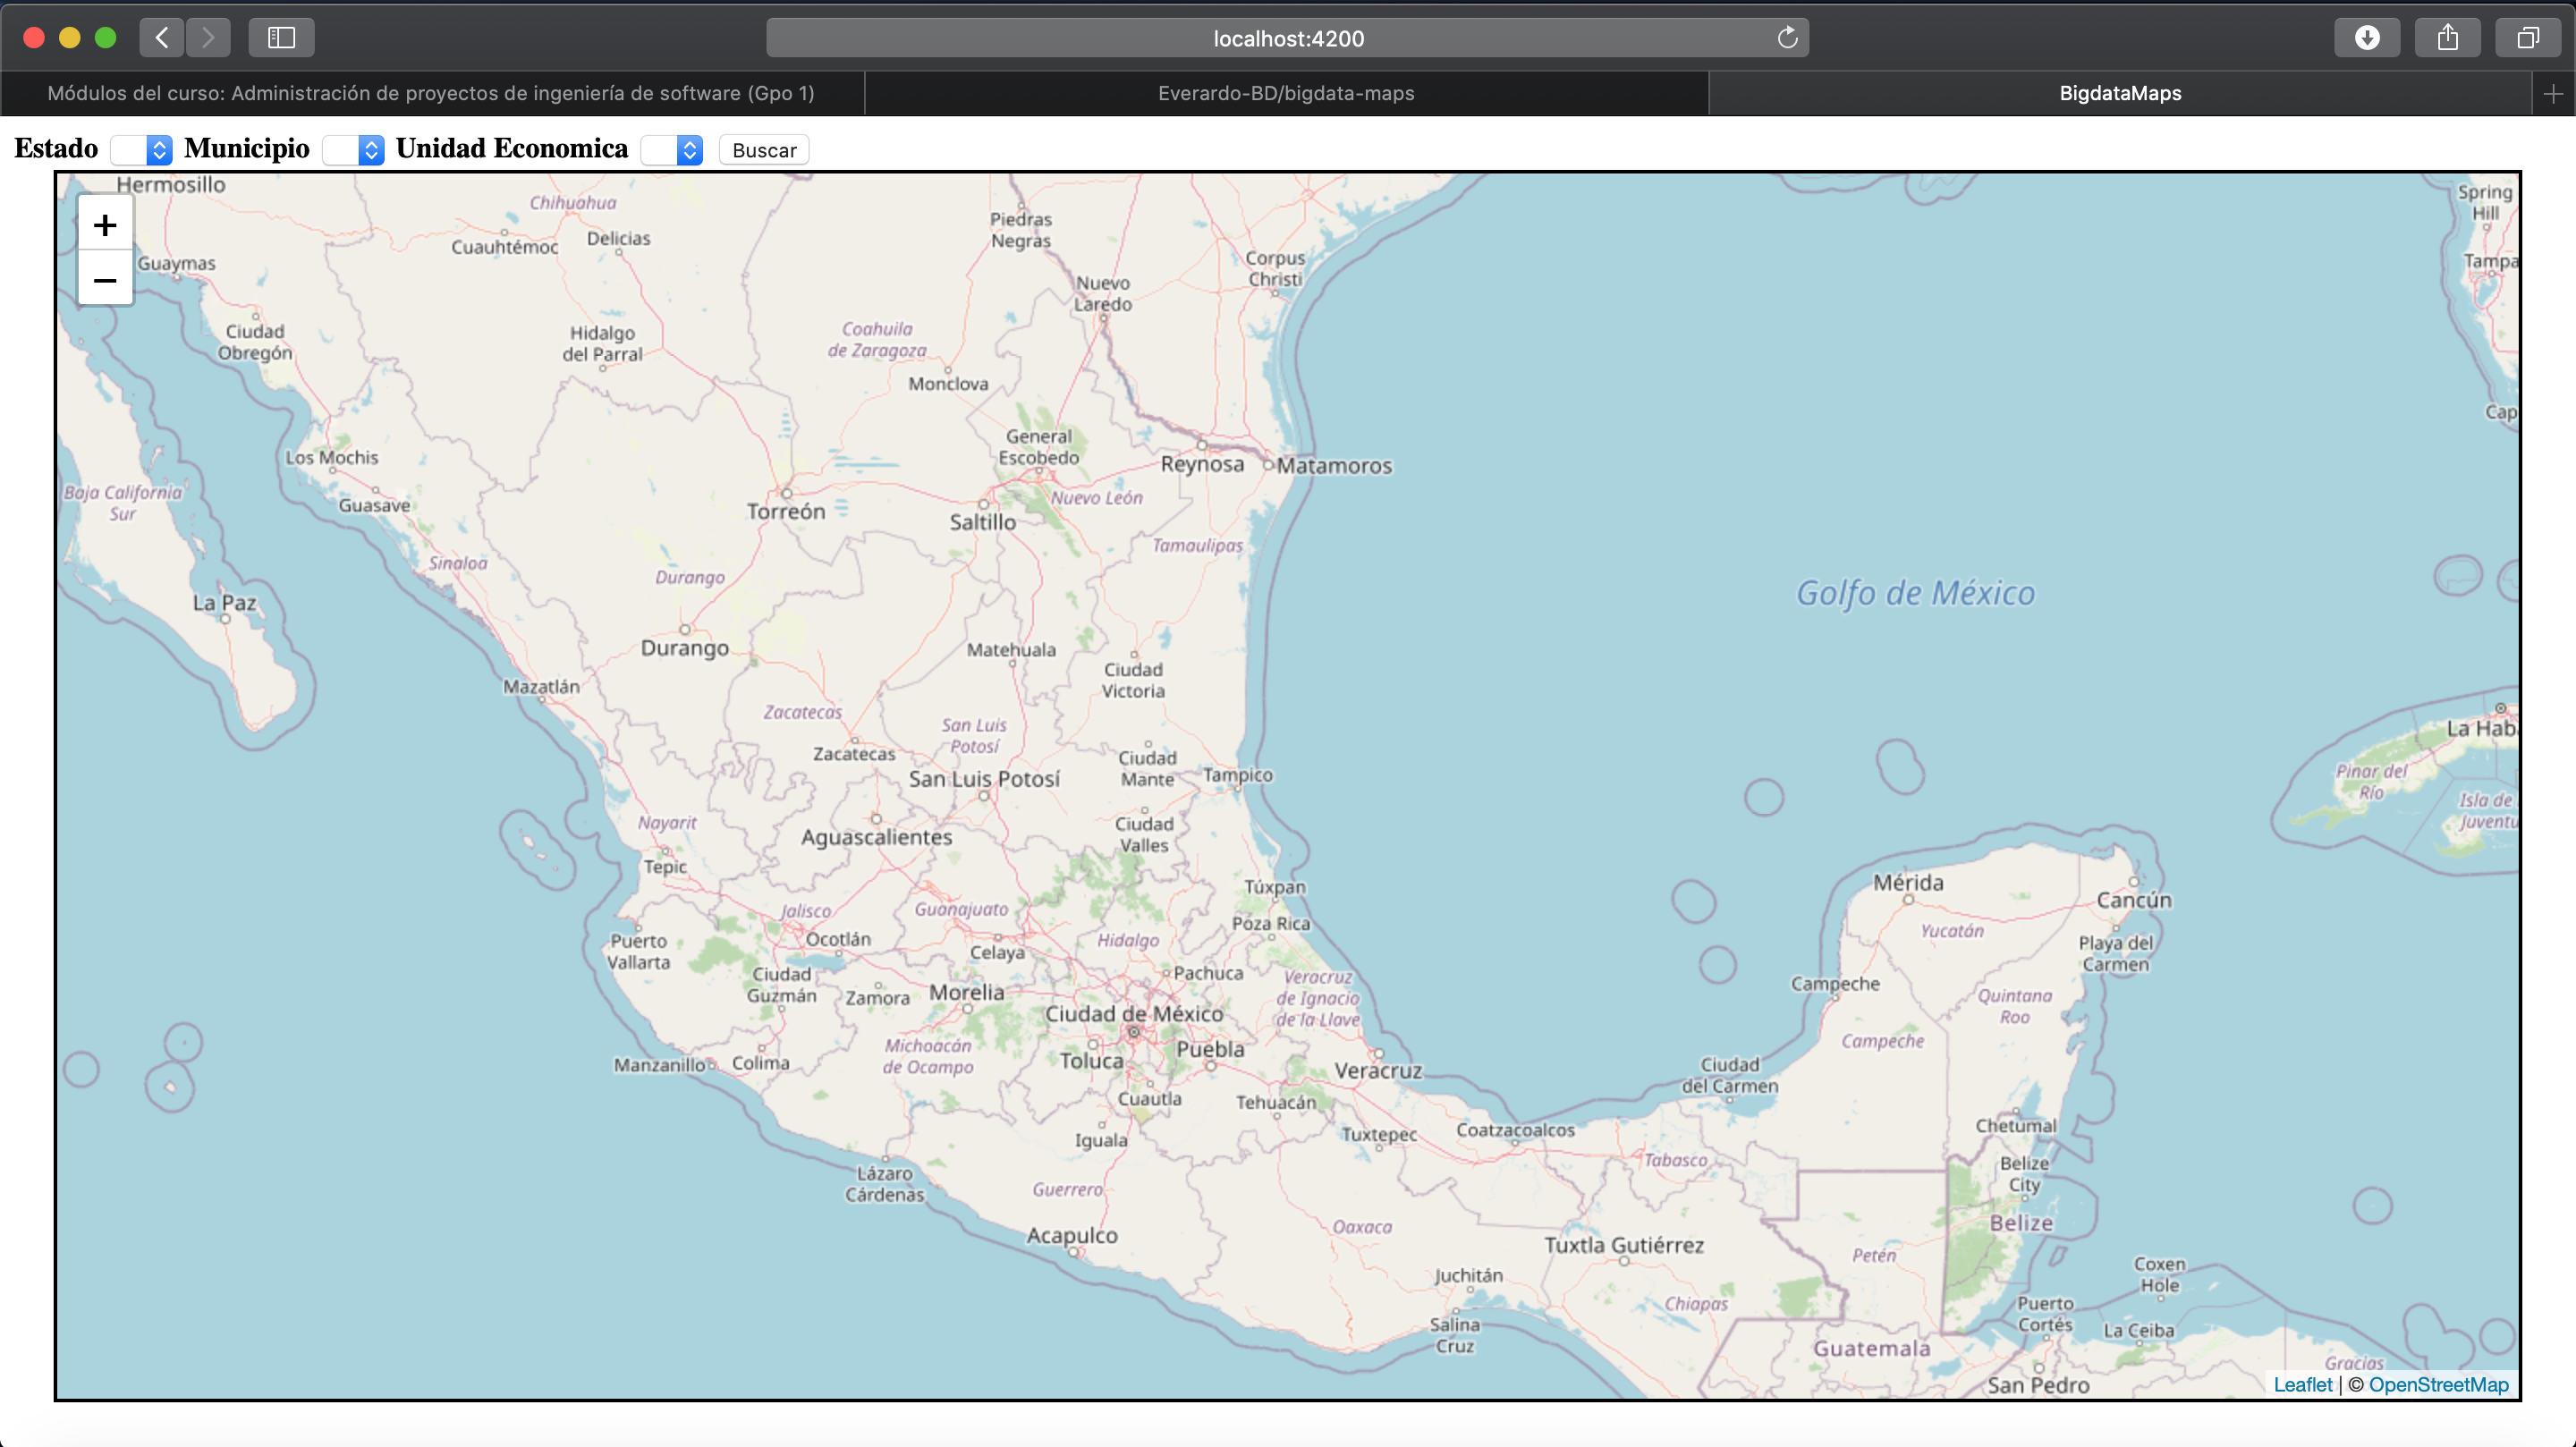 localhost:4200
Módulos del curso: Administración de proyectos de ingeniería de software (Gpo 1)
Everardo-BD/bigdata-maps
BigdataMaps
Estado
Municipio
Unidad Economica
Buscar
+
−
Hermosillo
Chihuahua
Cuauhtémoc
Delicias
Piedras
Negras
Spring
Hill
Guaymas
Corpus
Christi
Tampa
Nuevo
Laredo
Ciudad
Obregón
Hidalgo
del Parral
Coahuila
de Zaragoza
Monclova
Cap
General
Escobedo
Los Mochis
Reynosa
Matamoros
Baja California
Sur
Guasave
Torreón
Saltillo
Nuevo León
Tamaulipas
Sinaloa
Durango
Golfo de México
La Paz
Durango
Matehuala
Ciudad
Victoria
Mazatlán
Zacatecas
San Luis
Potosí
La Hab
Zacatecas
Ciudad
Mante
Tampico
San Luis Potosí
Pinar del
Río
Isla de
Juventu
Nayarit
Aguascalientes
Ciudad
Valles
Tepic
Túxpan
Mérida
Cancún
Jalisco
Guanajuato
Poza Rica
Yucatán
Puerto
Vallarta
Ocotlán
Celaya
Hidalgo
Playa del
Carmen
Ciudad
Guzmán
Zamora
Morelia
Pachuca
Veracruz
de Ignacio
de la Llave
Campeche
Quintana
Roo
Ciudad de México
Michoacán
de Ocampo
Toluca
Puebla
Campeche
Manzanillo
Colima
Veracruz
Ciudad
del Carmen
Cuautla
Tehuacán
Iguala
Tuxtepec
Coatzacoalcos
Chetumal
Lázaro
Cárdenas
Guerrero
Tabasco
Belize
City
Acapulco
Oaxaca
Belize
Tuxtla Gutiérrez
Petén
Juchitán
Coxen
Hole
Chiapas
Salina
Cruz
Puerto
Cortés
La Ceiba
Guatemala
Gracias
San Pedro
Leaflet | © OpenStreetMap